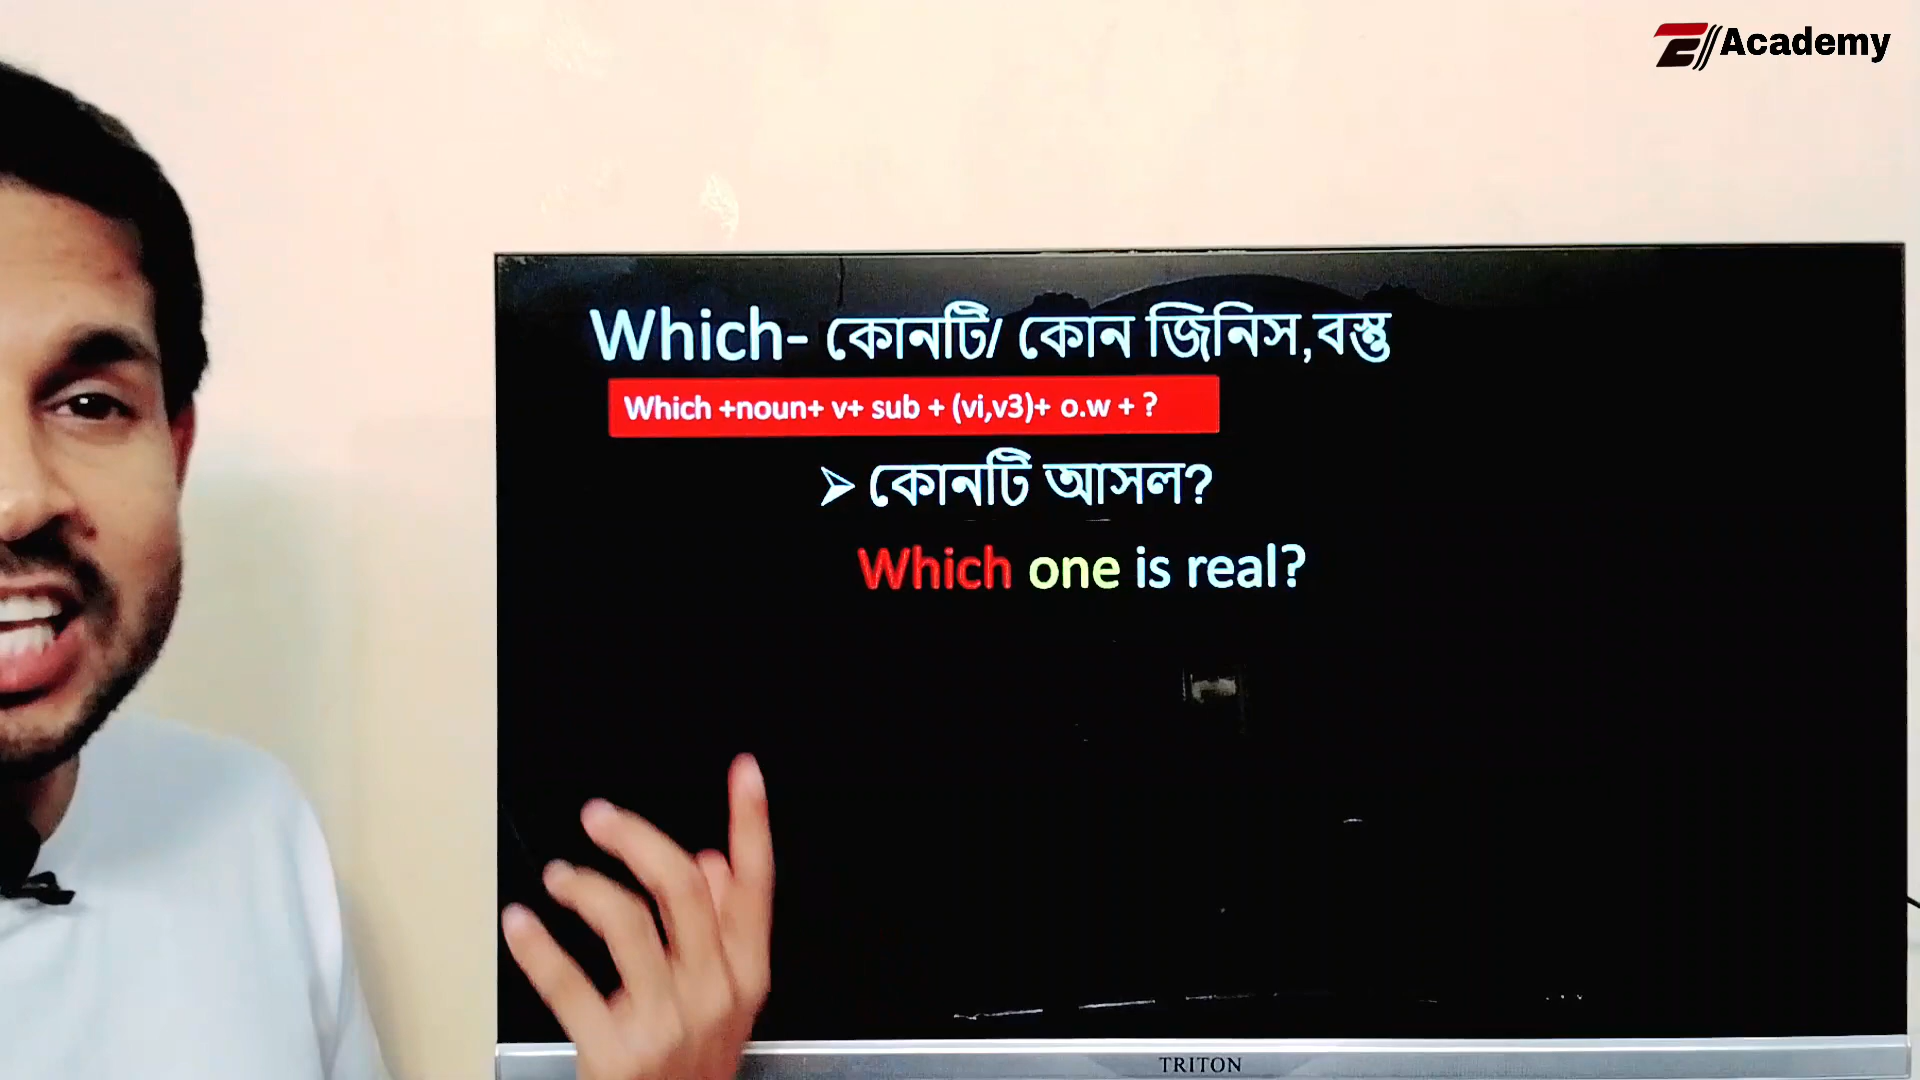 Academy
Which- কোনটি/ কোন জিনিস,বস্তু
Which +noun+ v+ sub + (vi,v3)+ o.w + ?
➢ কোনটি আসল?
Which one is real?
TRITON